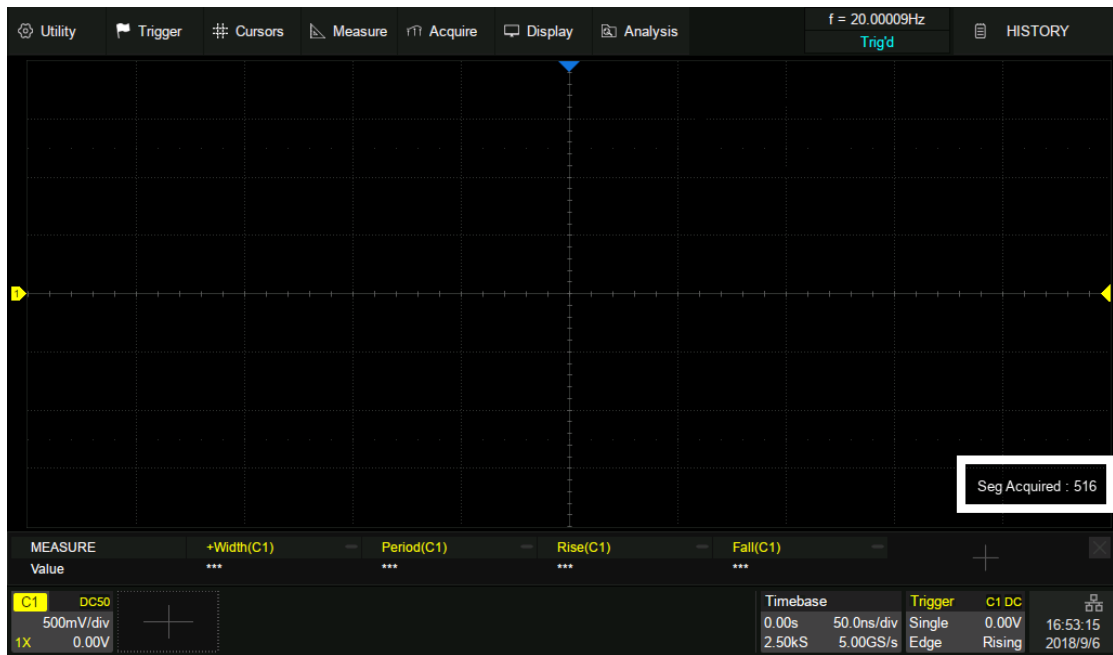 Utility Trigger Cursors Measure Acquire Display Analysis f = 20.00009Hz HISTORY
Trig'd
1
Seg Acquired : 516
MEASURE +Width(C1) Period(C1) Rise(C1) Fall(C1)
Value *** *** *** ***
C1 DC50 Timebase Trigger C1 DC
500mV/div 0.00s 50.0ns/div Single 0.00V 16:53:15
1X 0.00V 2.50kS 5.00GS/s Edge Rising 2018/9/6